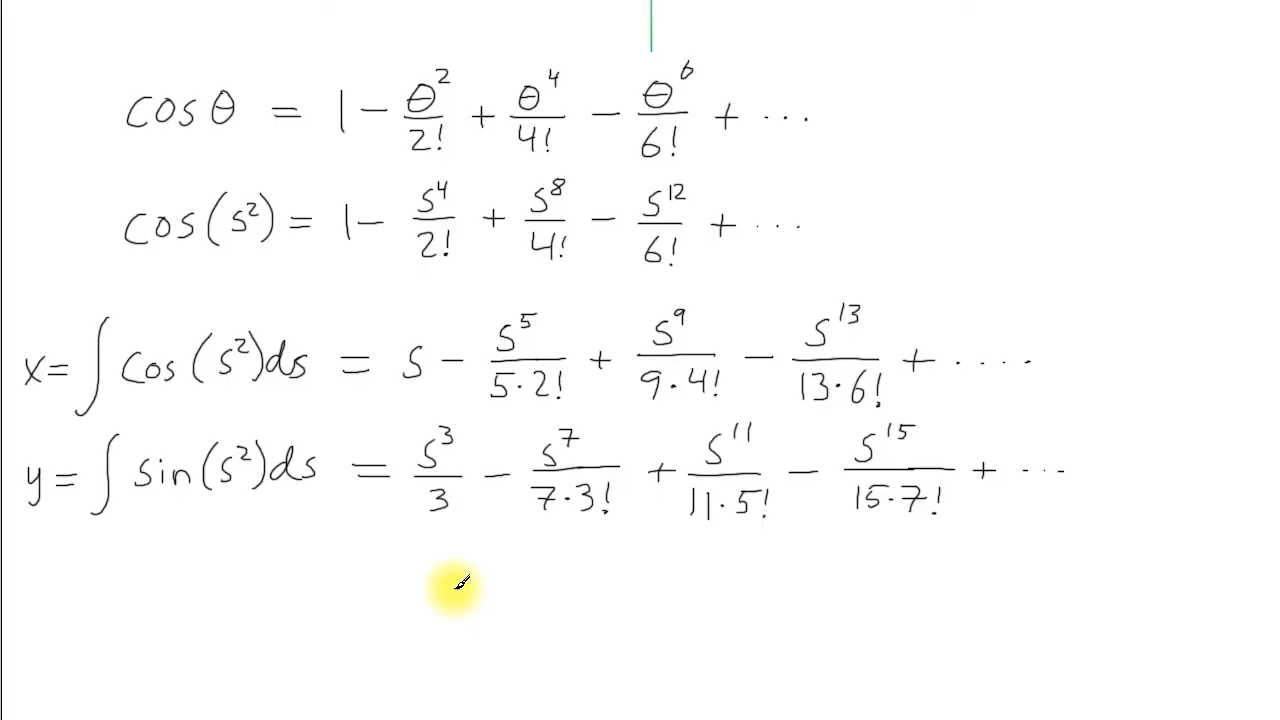 cos θ = 1 − θ²/2! + θ⁴/4! − θ⁶/6! + ...
cos(s²) = 1 − s⁴/2! + s⁸/4! − s¹²/6! + ...
x = ∫ cos(s²)ds = s − s⁵/5·2! + s⁹/9·4! − s¹³/13·6! + ....
y = ∫ sin(s²)ds = s³/3 − s⁷/7·3! + s¹¹/11·5! − s¹⁵/15·7! + ...